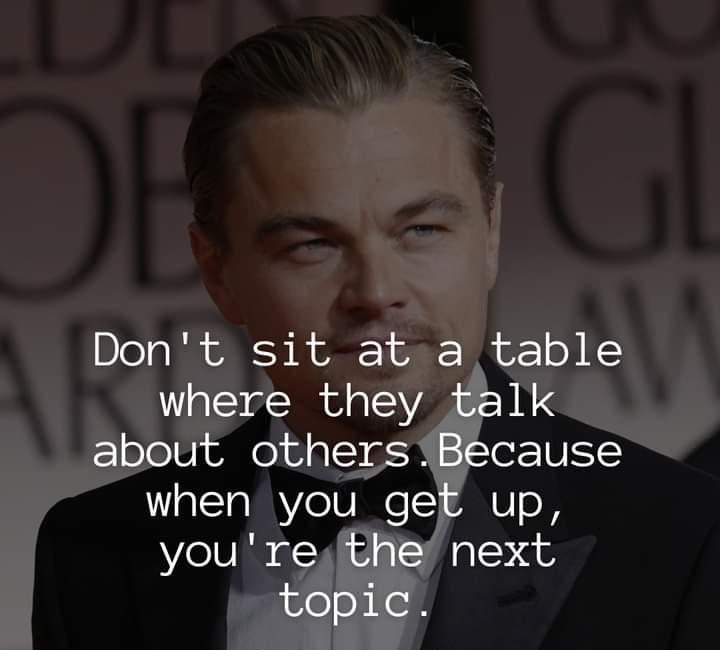 Don't sit at a table
where they talk
about others.Because
when you get up,
you're the next
topic.